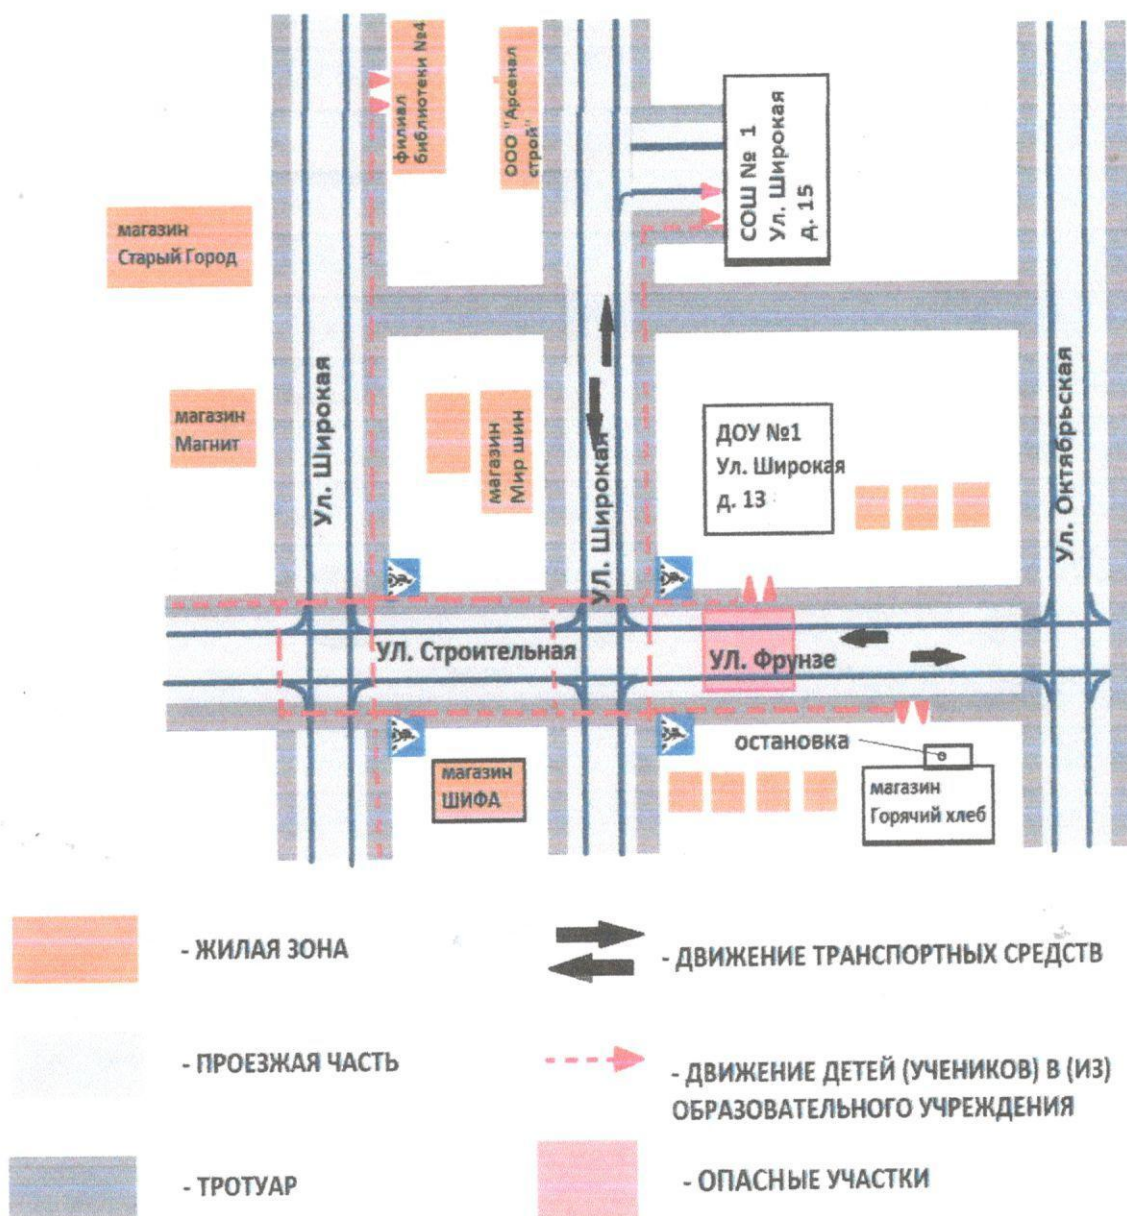 филиал
библиотеки №4
ООО "Арсенал
строй"
СОШ № 1
Ул. Широкая
д. 15
магазин
Старый Город
Ул. Широкая
магазин
Магнит
магазин
Мир шин
Ул. Широкая
ДОУ №1
Ул. Широкая
д. 13
Ул. Октябрьская
УЛ. Строительная
УЛ. Фрунзе
остановка
магазин
ШИФА
магазин
Горячий хлеб
- ЖИЛАЯ ЗОНА
- ДВИЖЕНИЕ ТРАНСПОРТНЫХ СРЕДСТВ
- ПРОЕЗЖАЯ ЧАСТЬ
- ДВИЖЕНИЕ ДЕТЕЙ (УЧЕНИКОВ) В (ИЗ)
ОБРАЗОВАТЕЛЬНОГО УЧРЕЖДЕНИЯ
- ТРОТУАР
- ОПАСНЫЕ УЧАСТКИ